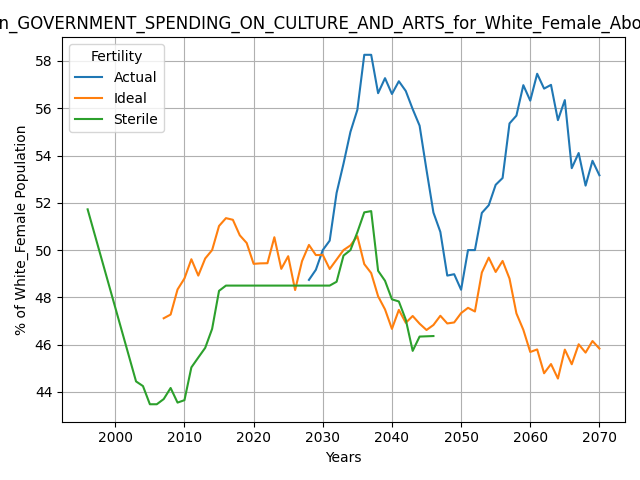 n_GOVERNMENT_SPENDING_ON_CULTURE_AND_ARTS_for_White_Female_Abo
Fertility
Actual
Ideal
Sterile
58
56
54
52
50
48
46
44
% of White_Female Population
2000 2010 2020 2030 2040 2050 2060 2070
Years